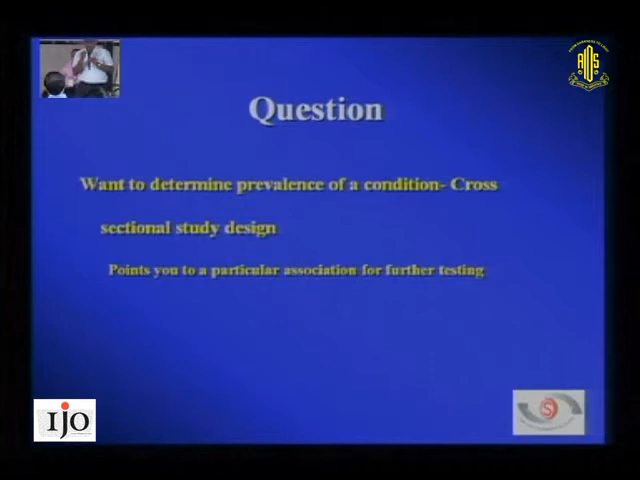 AIOS
Question
Want to determine prevalence of a condition- Cross
sectional study design
Points you to a particular association for further testing
IJO
S